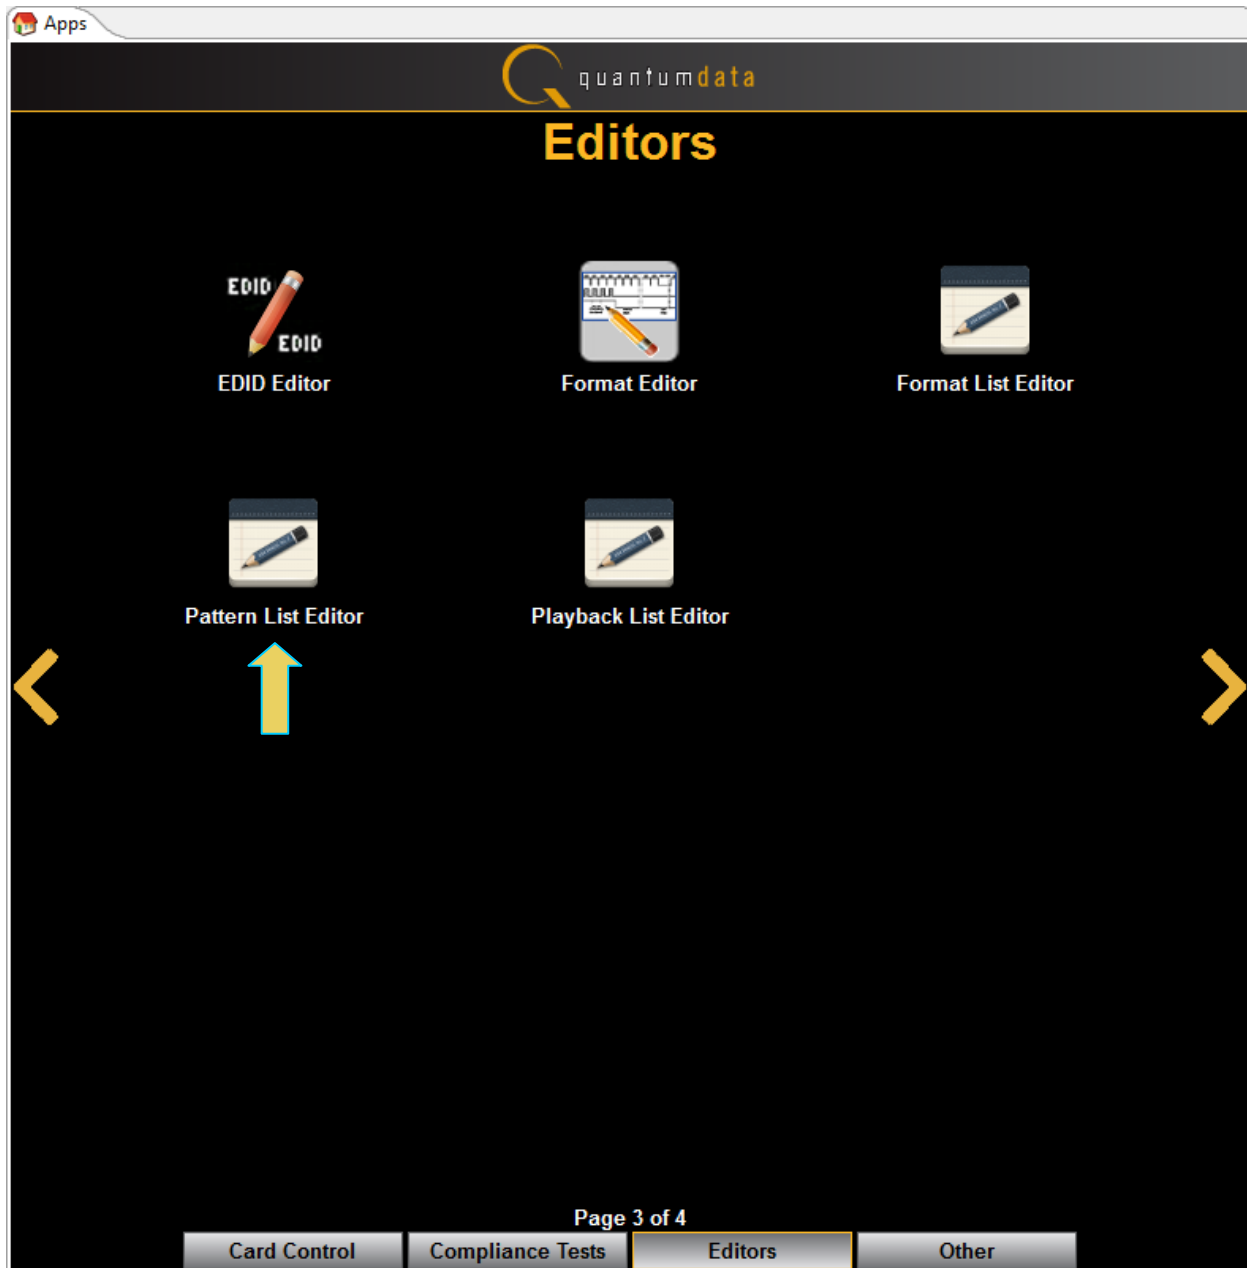 Apps
quantumdata
Editors
EDID
EDID
EDID Editor
Format Editor
Format List Editor
Pattern List Editor
Playback List Editor
Page 3 of 4
Card Control
Compliance Tests
Editors
Other